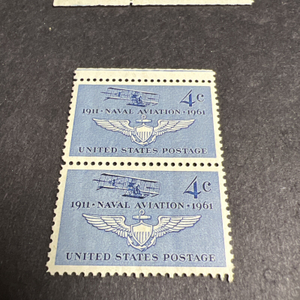 4c
1911 - NAVAL AVIATION - 1961
UNITED STATES POSTAGE
4c
1911 - NAVAL AVIATION - 1961
UNITED STATES POSTAGE